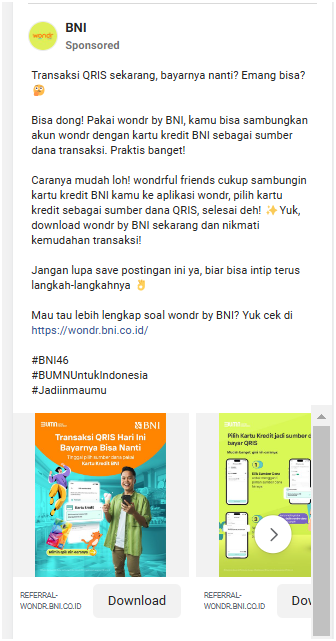 wondr
BNI
Sponsored
Transaksi QRIS sekarang, bayarnya nanti? Emang bisa?
🤔
Bisa dong! Pakai wondr by BNI, kamu bisa sambungkan
akun wondr dengan kartu kredit BNI sebagai sumber
dana transaksi. Praktis banget!
Caranya mudah loh! wondrful friends cukup sambungin
kartu kredit BNI kamu ke aplikasi wondr, pilih kartu
kredit sebagai sumber dana QRIS, selesai deh! ✨ Yuk,
download wondr by BNI sekarang dan nikmati
kemudahan transaksi!
Jangan lupa save postingan ini ya, biar bisa intip terus
langkah-langkahnya 👌
Mau tau lebih lengkap soal wondr by BNI? Yuk cek di
https://wondr.bni.co.id/
#BNI46
#BUMNUntukIndonesia
#Jadiinmaumu
BUMN
BNI
Transaksi QRIS Hari Ini
Bayarnya Bisa Nanti
Tinggal pilih sumber dana pakai
Kartu Kredit BNI
Kartu Kredit
BUMN
Pilih Kartu Kredit jadi sumber d
bayar QRIS
1
2
REFERRAL-
WONDR.BNI.CO.ID
Download
REFERRAL-
WONDR.BNI.CO.ID
Dow